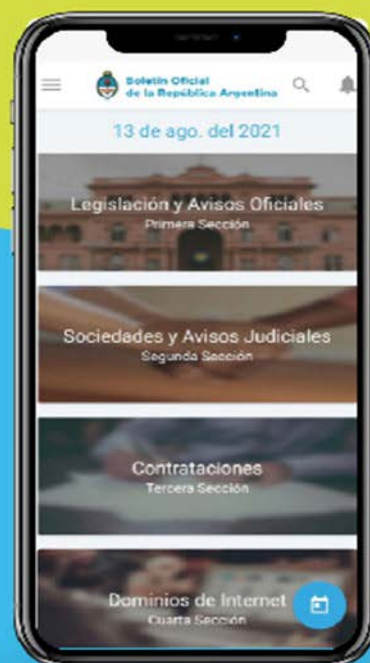 Boletín Oficial
de la República Argentina
13 de ago. del 2021
Legislación y Avisos Oficiales
Primera Sección
Sociedades y Avisos Judiciales
Segunda Sección
Contrataciones
Tercera Sección
Dominios de Internet
Cuarta Sección